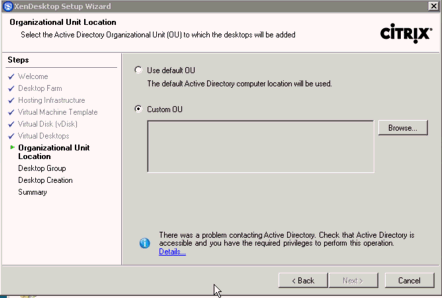 XenDesktop Setup Wizard
Organizational Unit Location
Select the Active Directory Organizational Unit (OU) to which the desktops will be added
CİTRIX
Steps
Welcome
Desktop Farm
Hosting Infrastructure
Virtual Machine Template
Virtual Disk (vDisk)
Virtual Desktops
Organizational Unit
Location
Desktop Group
Desktop Creation
Summary
Use default OU
The default Active Directory computer location will be used.
Custom OU
Browse...
There was a problem contacting Active Directory. Check that Active Directory is
accessible and you have the required privileges to perform this operation.
Details...
< Back
Next >
Cancel